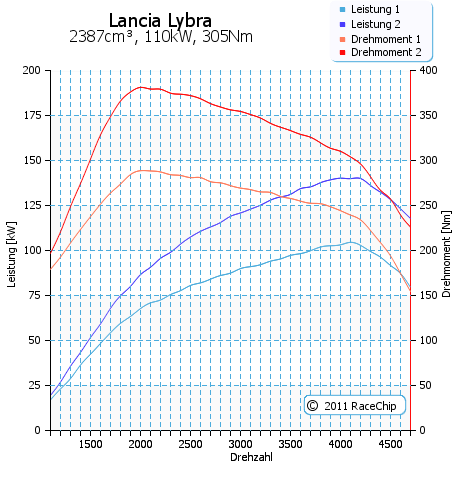 Lancia Lybra
2387cm³, 110kW, 305Nm
Leistung 1
Leistung 2
Drehmoment 1
Drehmoment 2
200
175
150
125
100
75
50
25
0
Leistung [kW]
400
350
300
250
200
150
100
50
0
Drehmoment [Nm]
1500 2000 2500 3000 3500 4000 4500
Drehzahl
© 2011 RaceChip